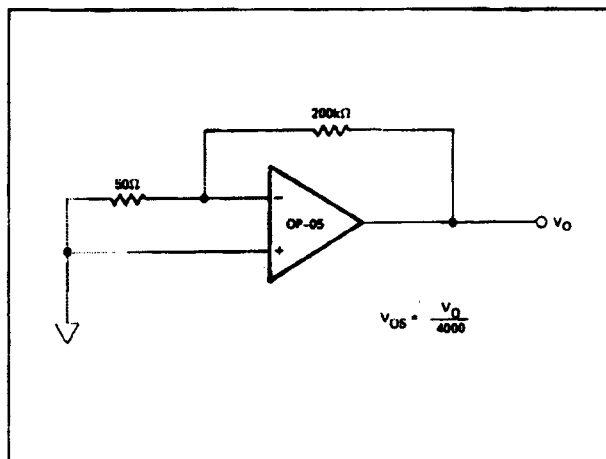 200kΩ
50Ω
−
OP-05
+
VO
VOS = VO
4000